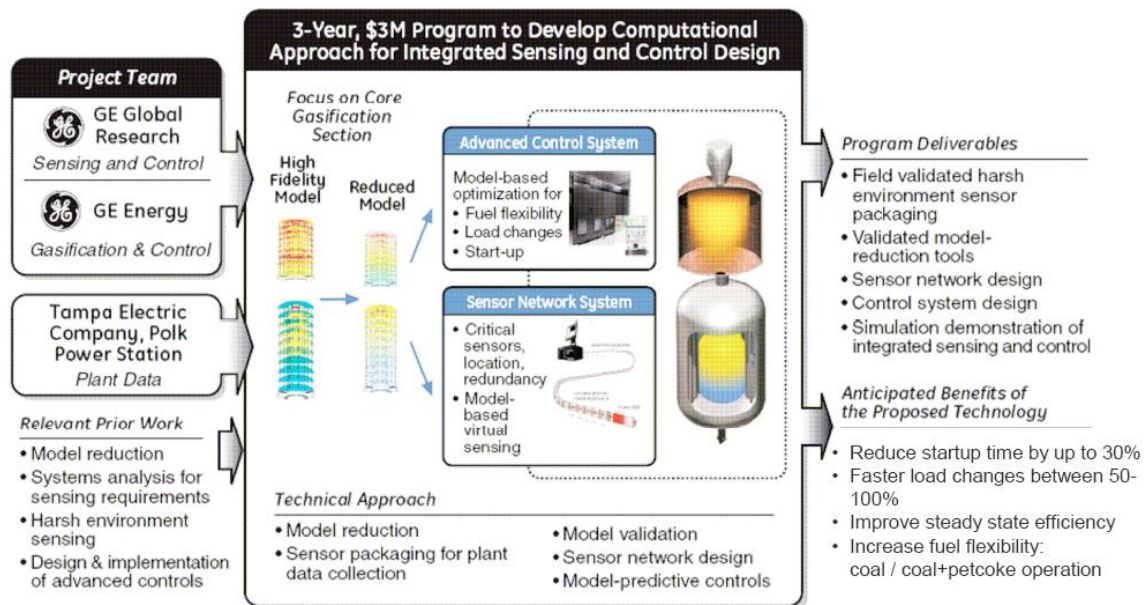 3-Year, $3M Program to Develop Computational
Approach for Integrated Sensing and Control Design
Project Team
GE Global
Research
Sensing and Control
GE Energy
Gasification & Control
Tampa Electric
Company, Polk
Power Station
Plant Data
Relevant Prior Work
• Model reduction
• Systems analysis for
sensing requirements
• Harsh environment
sensing
• Design & implementation
of advanced controls
Focus on Core
Gasification
Section
High
Fidelity
Model
Reduced
Model
Advanced Control System
Model-based
optimization for
• Fuel flexibility
• Load changes
• Start-up
Sensor Network System
• Critical
sensors,
location,
redundancy
• Model-
based
virtual
sensing
Technical Approach
• Model reduction
• Sensor packaging for plant
data collection
• Model validation
• Sensor network design
• Model-predictive controls
Program Deliverables
• Field validated harsh
environment sensor
packaging
• Validated model-
reduction tools
• Sensor network design
• Control system design
• Simulation demonstration of
integrated sensing and control
Anticipated Benefits of
the Proposed Technology
• Reduce startup time by up to 30%
• Faster load changes between 50-
100%
• Improve steady state efficiency
• Increase fuel flexibility:
coal / coal+petcoke operation